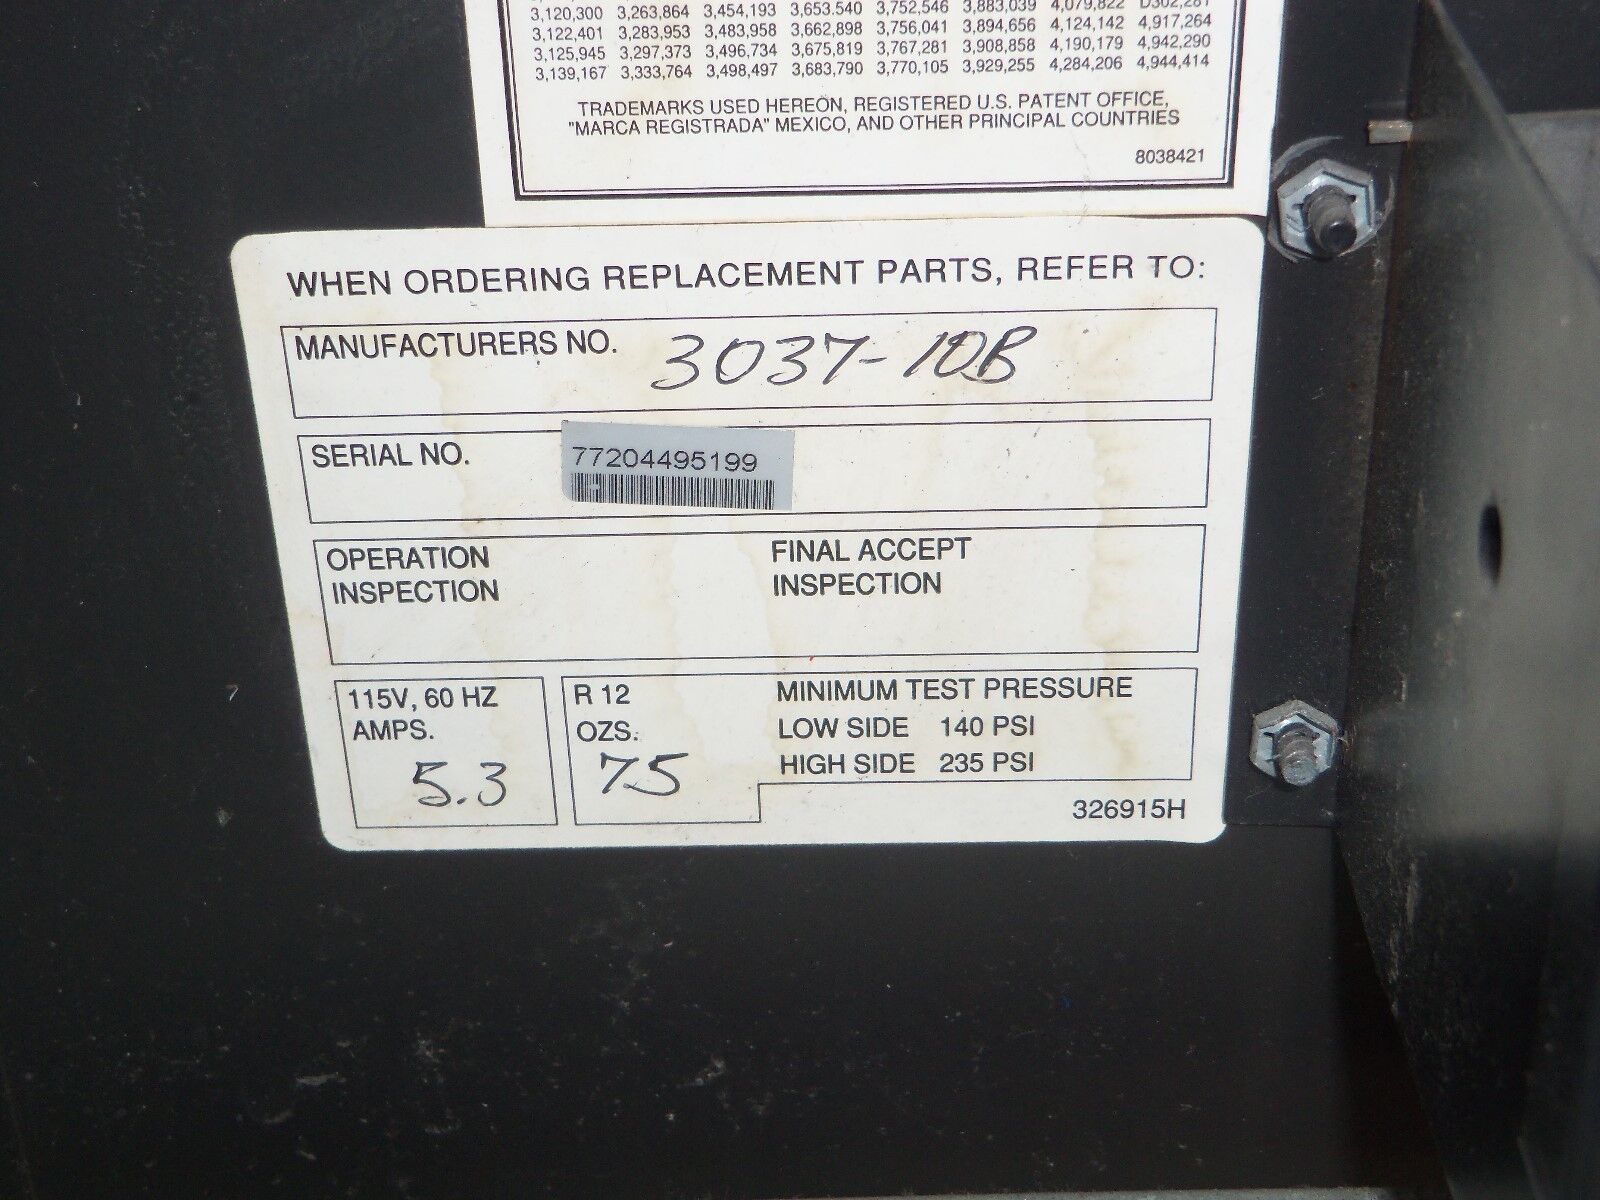 3,120,300 3,263,864 3,454,193 3,653.540 3,752,546 3,883,039 4,079,822 D302,281
3,122,401 3,283,953 3,483,958 3,662,898 3,756,041 3,894,656 4,124,142 4,917,264
3,125,945 3,297,373 3,496,734 3,675,819 3,767,281 3,908,858 4,190,179 4,942,290
3,139,167 3,333,764 3,498,497 3,683,790 3,770,105 3,929,255 4,284,206 4,944,414
TRADEMARKS USED HEREON, REGISTERED U.S. PATENT OFFICE,
"MARCA REGISTRADA" MEXICO, AND OTHER PRINCIPAL COUNTRIES
8038421
WHEN ORDERING REPLACEMENT PARTS, REFER TO:
MANUFACTURERS NO. 3037-10B
SERIAL NO. 77204495199
OPERATION
INSPECTION
FINAL ACCEPT
INSPECTION
115V, 60 HZ
AMPS.
5.3
R 12
OZS.
75
MINIMUM TEST PRESSURE
LOW SIDE 140 PSI
HIGH SIDE 235 PSI
326915H